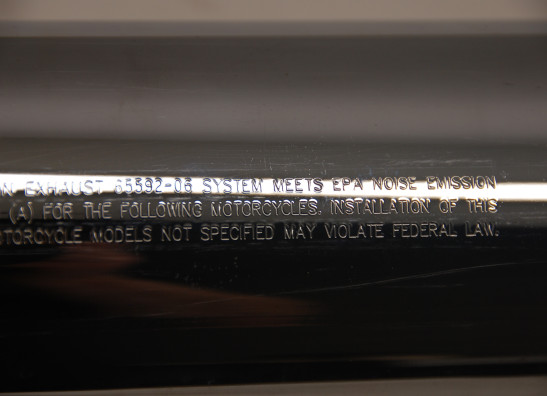 EXHAUST 65592-06 SYSTEM MEETS EPA NOISE EMISSION
(A) FOR THE FOLLOWING MOTORCYCLES. INSTALLATION OF THIS
TORCYCLE MODELS NOT SPECIFIED MAY VIOLATE FEDERAL LAW.